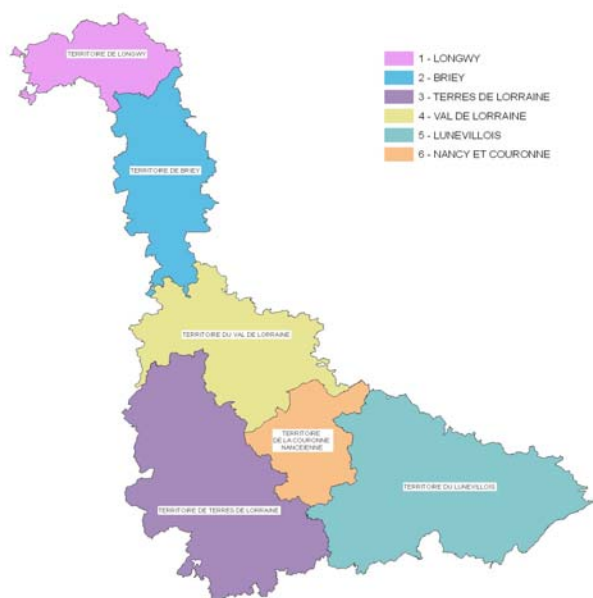 TERRITOIRE DE LONGWY
1 - LONGWY
2 - BRIEY
3 - TERRES DE LORRAINE
4 - VAL DE LORRAINE
5 - LUNEVILLOIS
6 - NANCY ET COURONNE
TERRITOIRE DE BRIEY
TERRITOIRE DU VAL DE LORRAINE
TERRITOIRE
DE LA COURONNE
NANCEIENNE
TERRITOIRE DU LUNEVILLOIS
TERRITOIRE DE TERRES DE LORRAINE